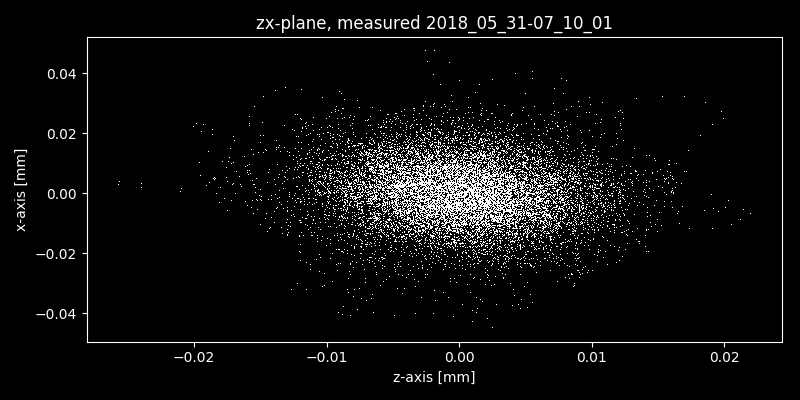 zx-plane, measured 2018_05_31-07_10_01
0.04
0.02
0.00
−0.02
−0.04
x-axis [mm]
−0.02 −0.01 0.00 0.01 0.02
z-axis [mm]